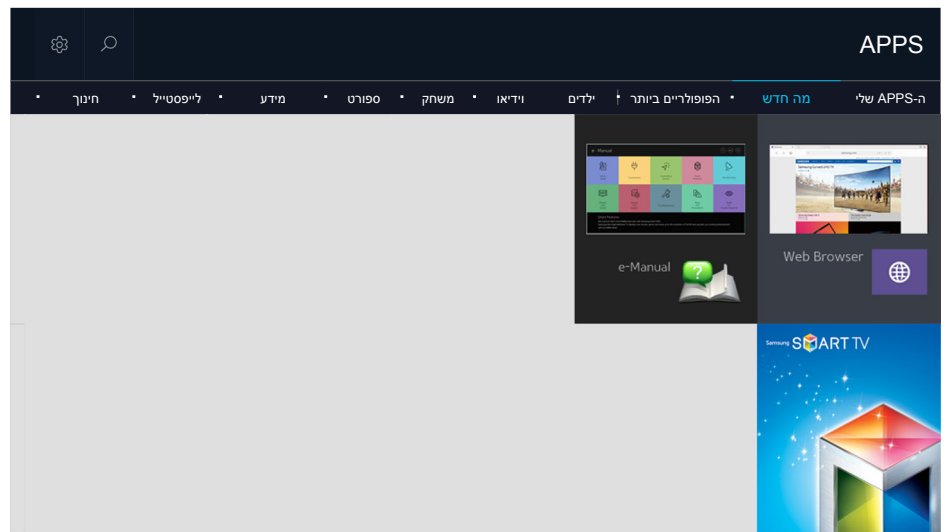 APPS
ה-APPS שלי
מה חדש
הפופולריים ביותר
ילדים
וידיאו
משחק
ספורט
מידע
לייפסטייל
חינוך
Web Browser
e-Manual
Samsung SMART TV